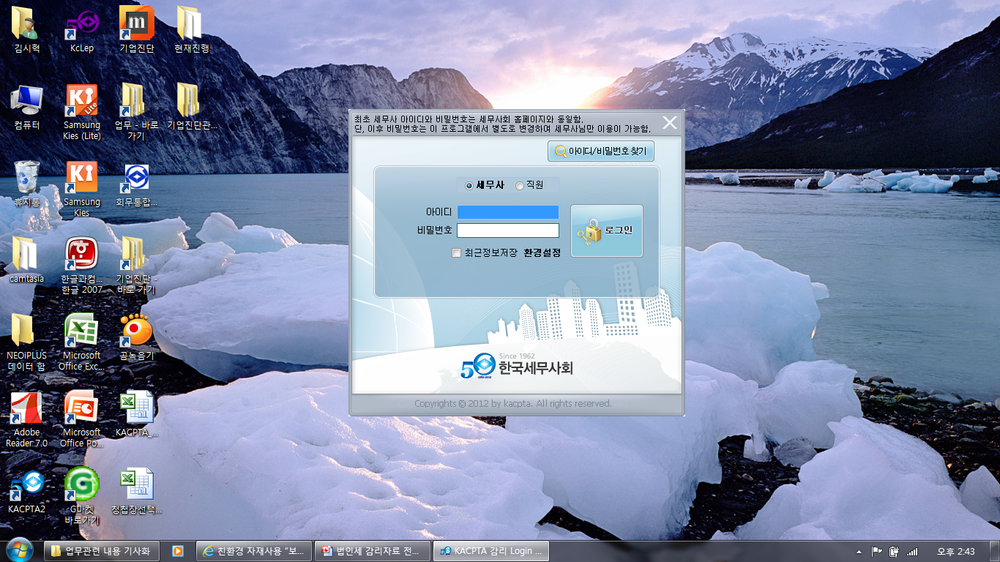 김시혁
KcLep
기업진단
현재진행
컴퓨터
Samsung
Kies (Lite)
업무 - 바로
가기
기업진단관...
휴지통
Samsung
Kies
회무통합...
camtasia
한글과컴...
한글 2007
기업진단 -
바로 가기
NEOiPLUS
데이터 함
Microsoft
Office Exc...
곰녹음기
Adobe
Reader 7.0
Microsoft
Office Po...
KACPTA_...
KACPTA2
G마켓
바로가기
청첩장선택...
최초 세무사 아이디와 비밀번호는 세무사회 홈페이지와 동일함.
단, 이후 비밀번호는 이 프로그램에서 별도로 변경하며 세무사님만 이용이 가능함.
아이디/비밀번호 찾기
세무사 직원
아이디
비밀번호
로그인
최근정보저장 환경설정
Since 1962
50 한국세무사회
Copyrights © 2012 by kacpta. All rights reserved.
업무관련 내용 기사화
친환경 자재사용 "보...
법인세 감리자료 전...
KACPTA 감리 Login ...
오후 2:43